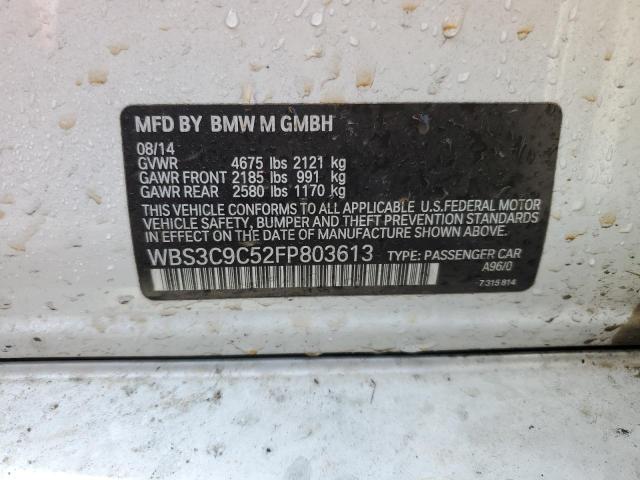 MFD BY BMW M GMBH
08/14
GVWR 4675 lbs 2121 kg
GAWR FRONT 2185 lbs 991 kg
GAWR REAR 2580 lbs 1170 kg
THIS VEHICLE CONFORMS TO ALL APPLICABLE U.S.FEDERAL MOTOR
VEHICLE SAFETY, BUMPER, AND THEFT PREVENTION STANDARDS
IN EFFECT ON THE DATE OF MANUFACTURE SHOWN ABOVE.
WBS3C9C52FP803613 TYPE: PASSENGER CAR
A96/0
7 315 814